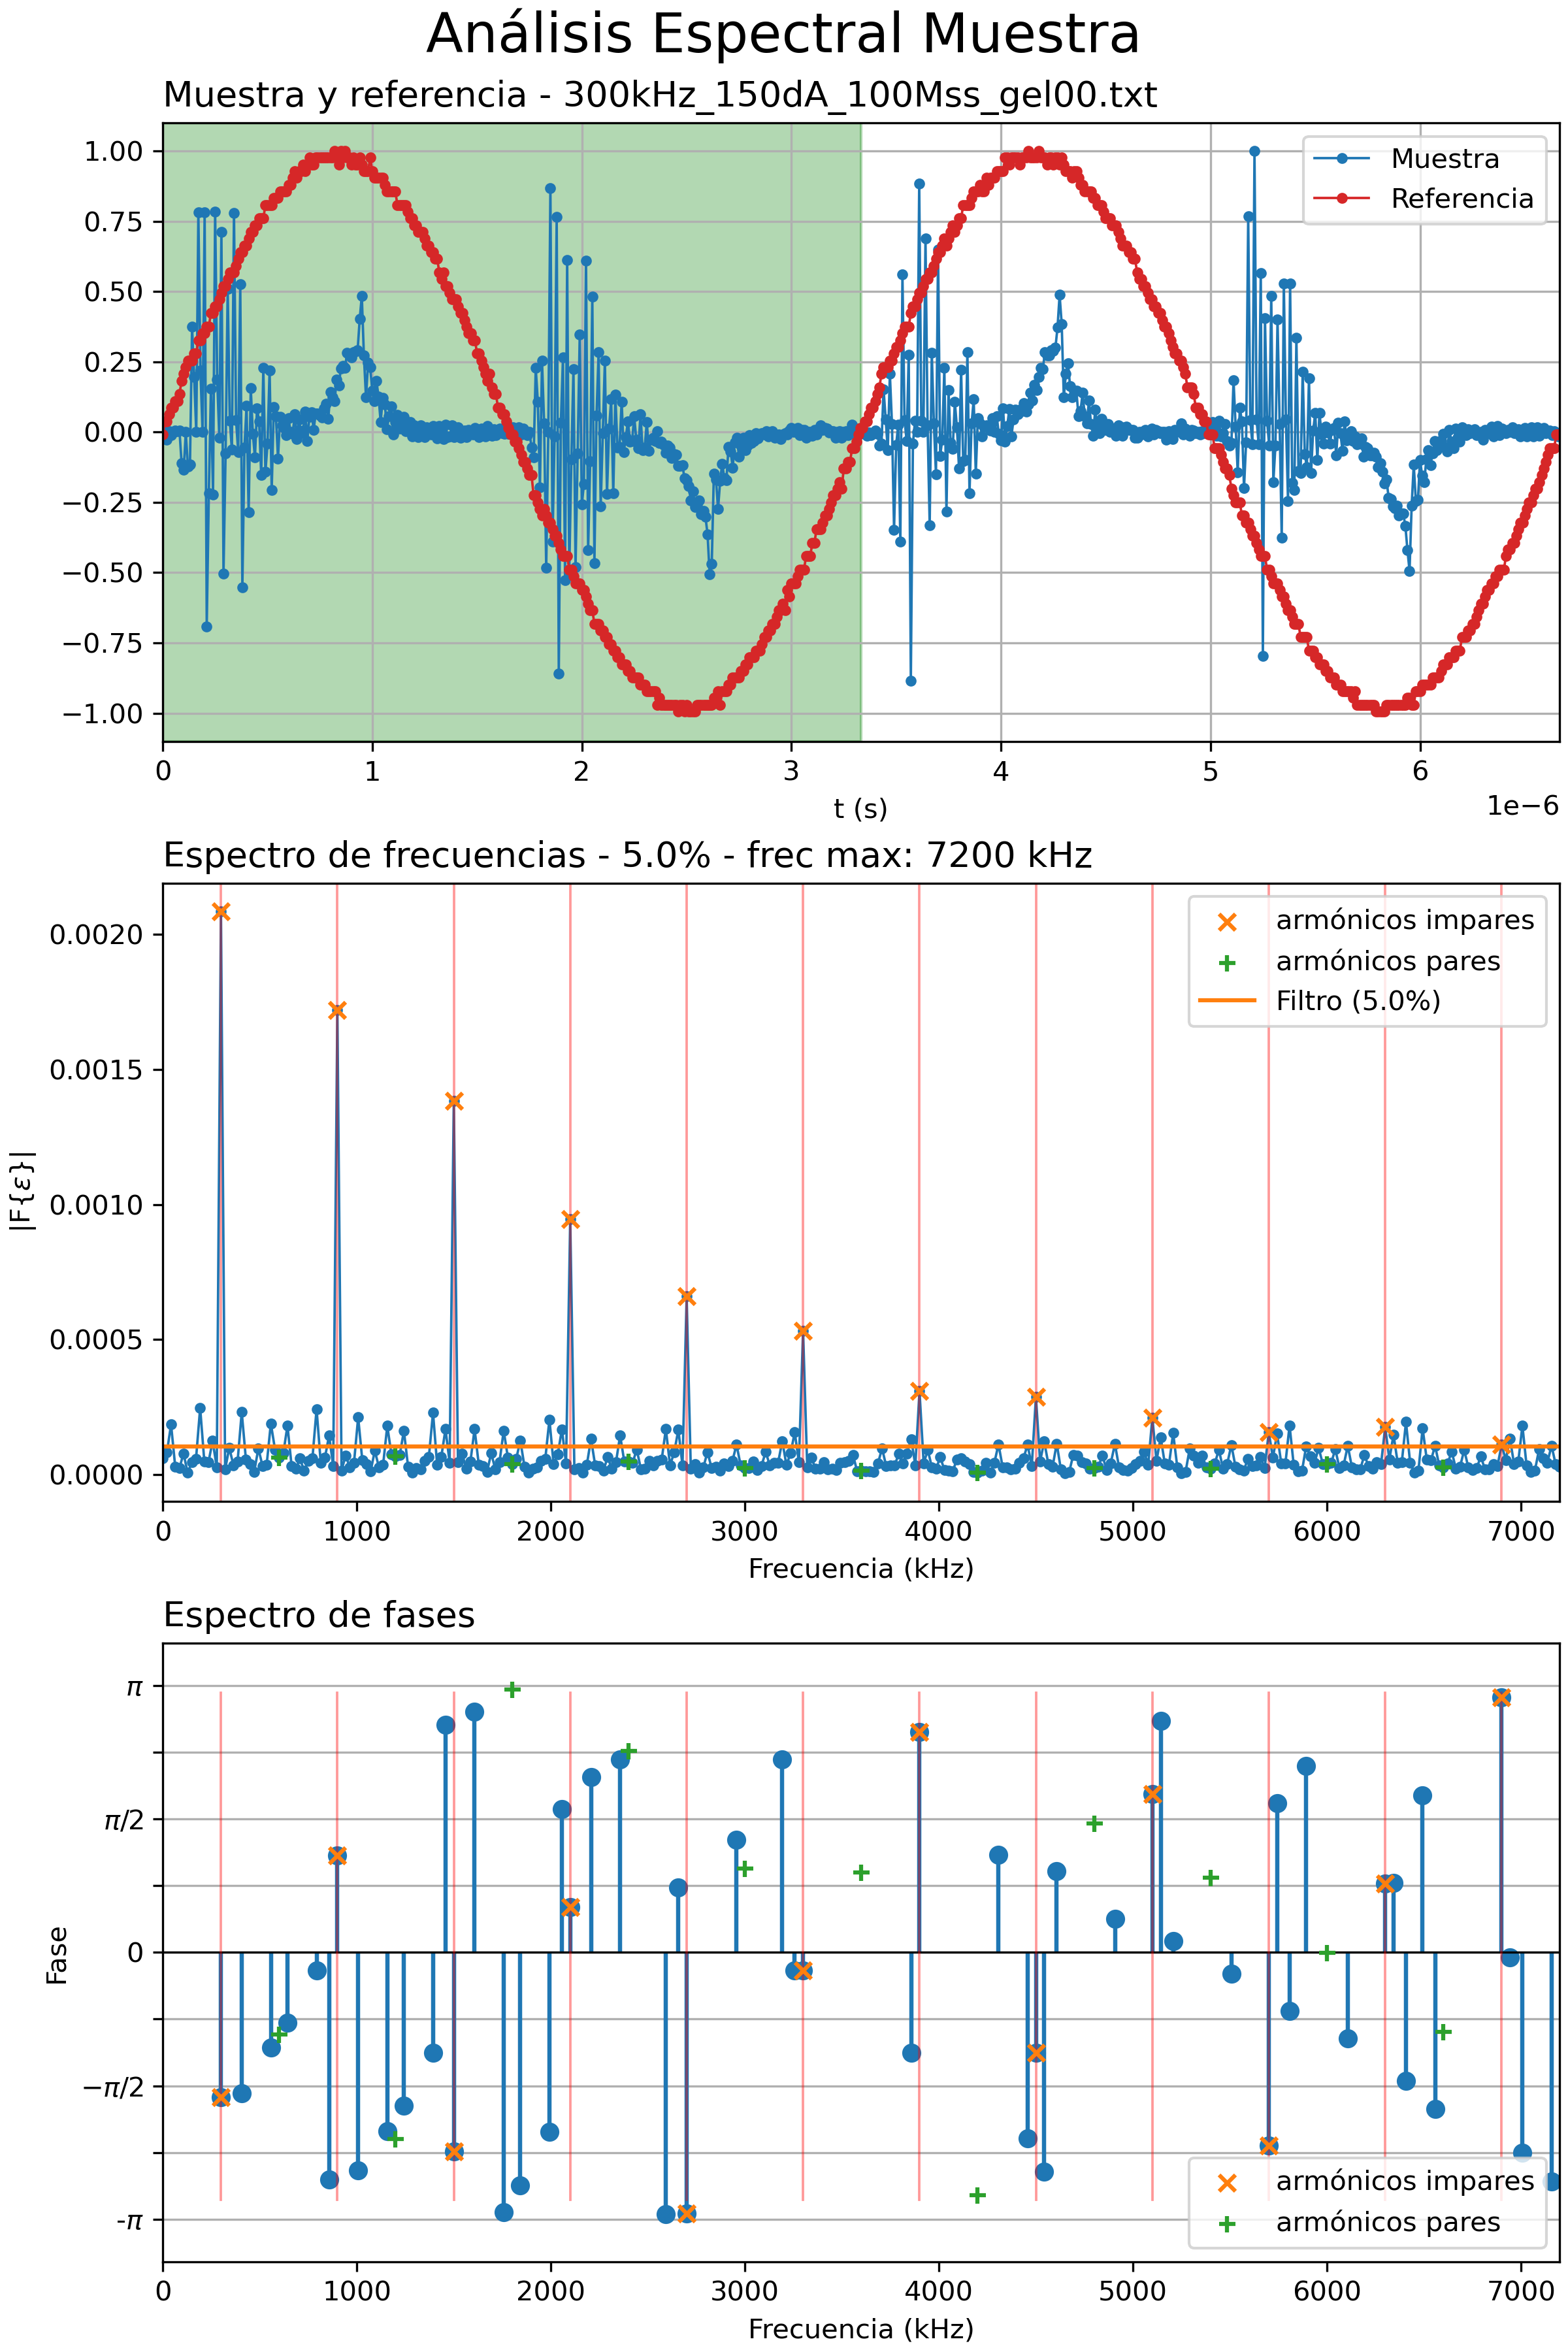 Análisis Espectral Muestra
Muestra y referencia - 300kHz_150dA_100Mss_gel00.txt
1.00
0.75
0.50
0.25
0.00
−0.25
−0.50
−0.75
−1.00
Muestra
Referencia
0 1 2 3 4 5 6
t (s)
1e−6
Espectro de frecuencias - 5.0% - frec max: 7200 kHz
|F{ε}|
0.0020
0.0015
0.0010
0.0005
0.0000
armónicos impares
armónicos pares
Filtro (5.0%)
0 1000 2000 3000 4000 5000 6000 7000
Frecuencia (kHz)
Espectro de fases
Fase
π
π/2
0
−π/2
-π
armónicos impares
armónicos pares
0 1000 2000 3000 4000 5000 6000 7000
Frecuencia (kHz)